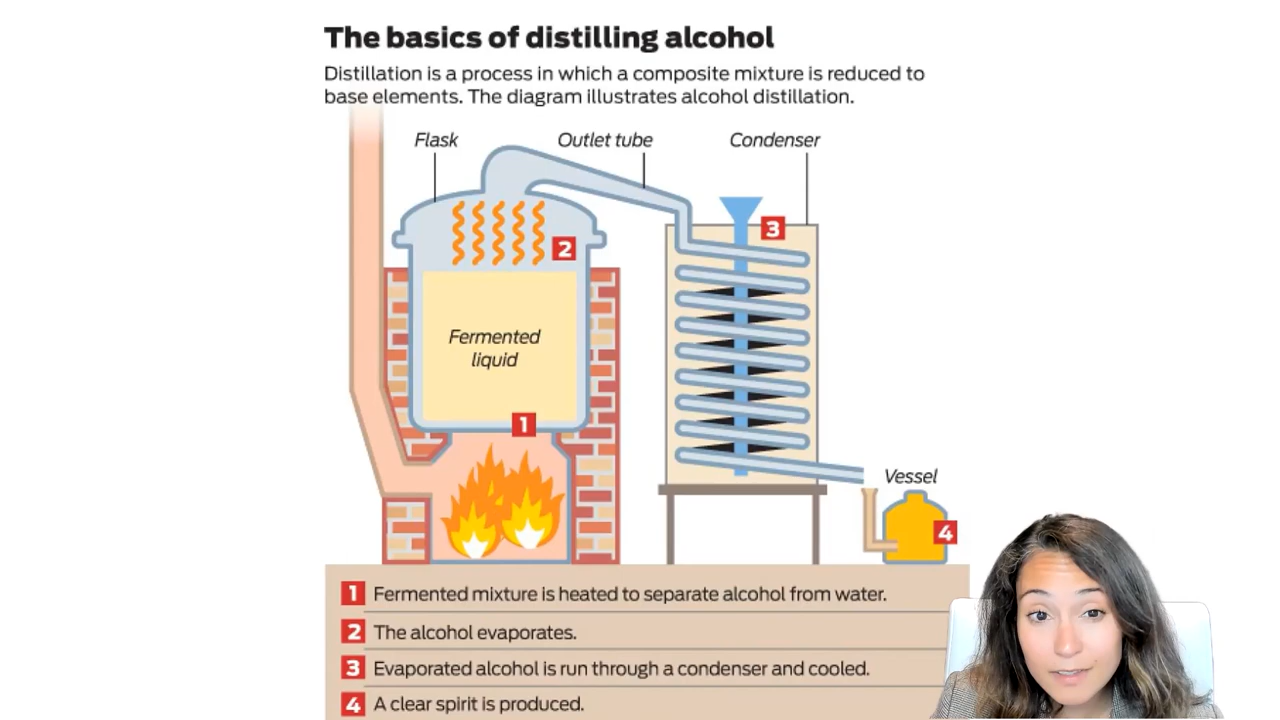 The basics of distilling alcohol
Distillation is a process in which a composite mixture is reduced to
base elements. The diagram illustrates alcohol distillation.
Flask
Outlet tube
Condenser
3
2
Fermented
liquid
1
Vessel
4
1 Fermented mixture is heated to separate alcohol from water.
2 The alcohol evaporates.
3 Evaporated alcohol is run through a condenser and cooled.
4 A clear spirit is produced.